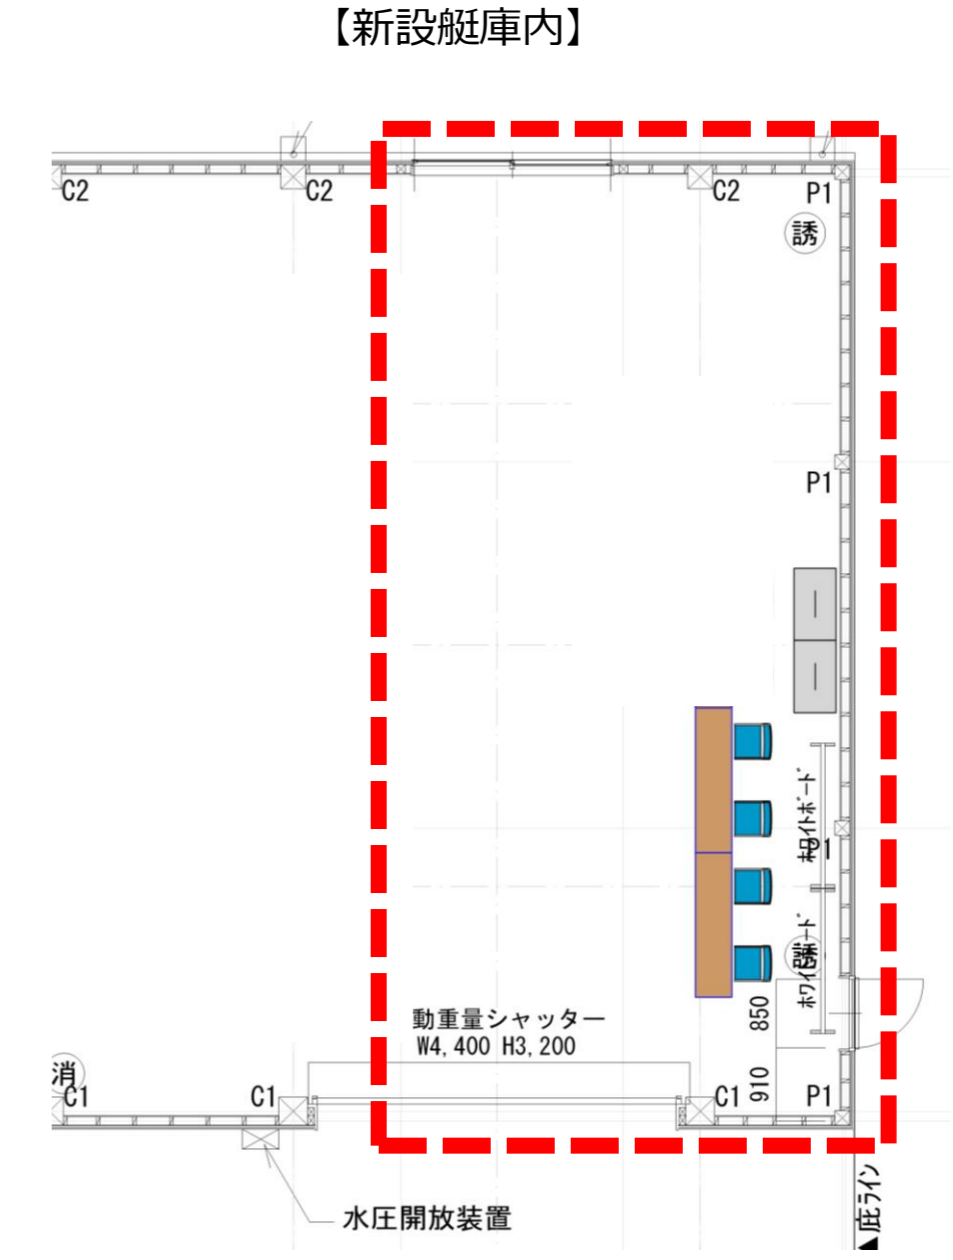 【新設艇庫内】
C2
C2
C2
P1
誘
P1
ホワイトボード
P1
誘
ホワイトボード
850
動重量シャッター
W4,400 H3,200
910
消
C1
C1
C1
P1
水圧開放装置
▲庇ライン